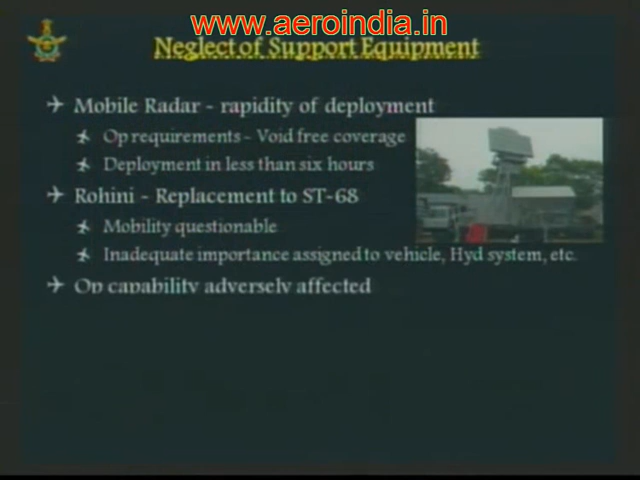 www.aeroindia.in
Neglect of Support Equipment
Mobile Radar - rapidity of deployment
Op requirements - Void free coverage
Deployment in less than six hours
Rohini - Replacement to ST-68
Mobility questionable
Inadequate importance assigned to vehicle, Hyd system, etc.
Op capability adversely affected